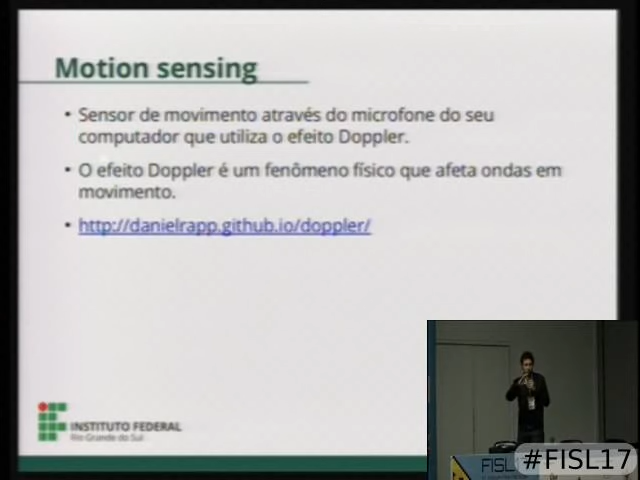 Motion sensing
• Sensor de movimento através do microfone do seu
computador que utiliza o efeito Doppler.
• O efeito Doppler é um fenômeno físico que afeta ondas em
movimento.
• http://danielrapp.github.io/doppler/
INSTITUTO FEDERAL
Rio Grande do Sul
FISL
#FISL17